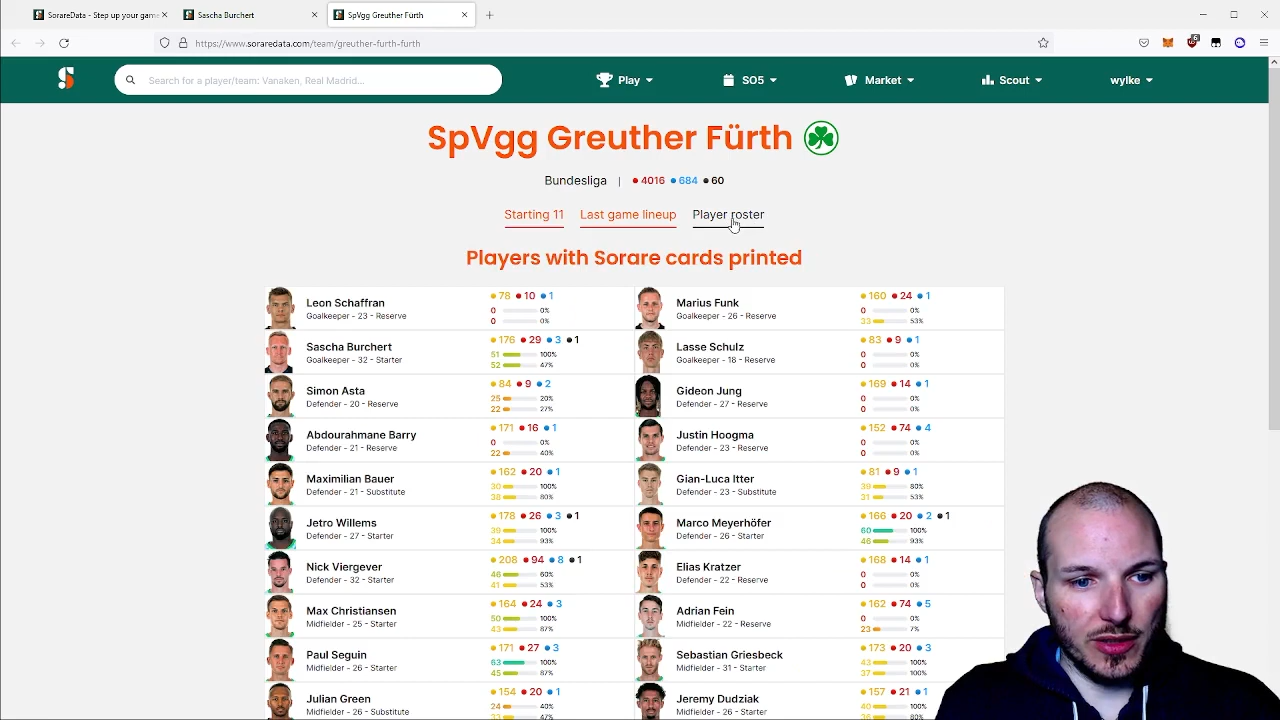 SorareData - Step up your game
Sascha Burchert
SpVgg Greuther Fürth
https://www.soraredata.com/team/greuther-furth-furth
Search for a player/team: Vanaken, Real Madrid...
Play
SO5
Market
Scout
wylke
SpVgg Greuther Fürth
Bundesliga | 4016 684 60
Starting 11
Last game lineup
Player roster
Players with Sorare cards printed
Leon Schaffran 78 10 1
Goalkeeper - 23 - Reserve 0 0%
0 0%
Marius Funk 160 24 1
Goalkeeper - 26 - Reserve 0 0%
33 53%
Sascha Burchert 176 29 3 1
Goalkeeper - 32 - Starter 51 100%
52 47%
Lasse Schulz 83 9 1
Goalkeeper - 18 - Reserve 0 0%
0 0%
Simon Asta 84 9 2
Defender - 20 - Reserve 25 20%
22 27%
Gideon Jung 169 14 1
Defender - 27 - Reserve 0 0%
0 0%
Abdourahmane Barry 171 16 1
Defender - 21 - Reserve 0 0%
22 40%
Justin Hoogma 152 74 4
Defender - 23 - Reserve 0 0%
0 0%
Maximilian Bauer 162 20 1
Defender - 21 - Substitute 30 100%
38 80%
Gian-Luca Itter 81 9 1
Defender - 23 - Substitute 39 80%
31 53%
Jetro Willems 178 26 3 1
Defender - 27 - Starter 39 100%
34 93%
Marco Meyerhöfer 166 20 2 1
Defender - 26 - Starter 60 100%
46 93%
Nick Viergever 208 94 8 1
Defender - 32 - Starter 46 60%
41 53%
Elias Kratzer 168 14 1
Defender - 22 - Reserve 0 0%
0 0%
Max Christiansen 164 24 3
Midfielder - 25 - Starter 50 100%
43 87%
Adrian Fein 162 74 5
Midfielder - 22 - Reserve 0 0%
23 7%
Paul Seguin 171 27 3
Midfielder - 26 - Starter 63 100%
45 87%
Sebastian Griesbeck 173 20 3
Midfielder - 31 - Starter 43 100%
37 100%
Julian Green 154 20 1
Midfielder - 26 - Substitute 24 40%
33 47%
Jeremy Dudziak 157 21 1
Midfielder - 26 - Starter 40 100%
36 80%